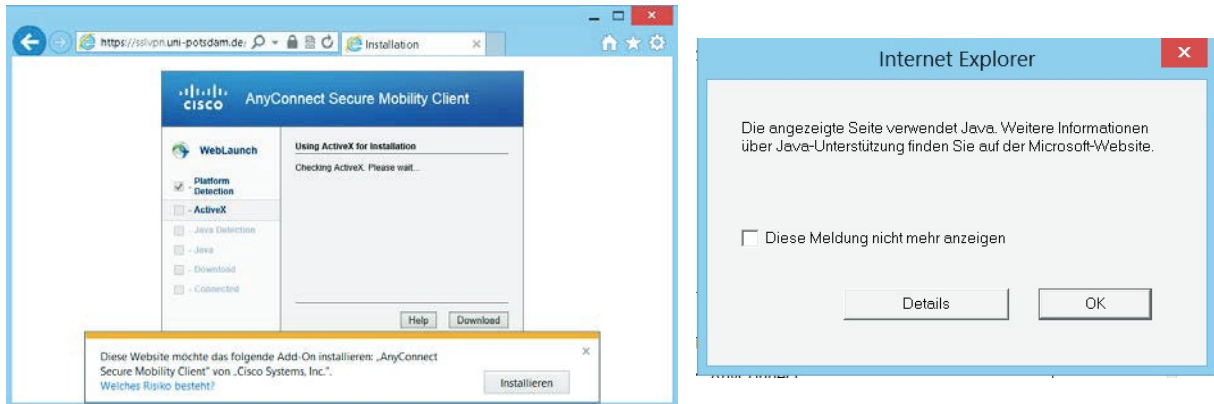 https://sslvpn.uni-potsdam.de/
Installation
CISCO AnyConnect Secure Mobility Client
WebLaunch
Using ActiveX for Installation
Checking ActiveX. Please wait...
- Platform
Detection
- ActiveX
- Java Detection
- Java
- Download
- Connected
Help Download
Diese Website möchte das folgende Add-On installieren: „AnyConnect
Secure Mobility Client" von „Cisco Systems, Inc.".
Welches Risiko besteht?
Installieren
Internet Explorer
Die angezeigte Seite verwendet Java. Weitere Informationen
über Java-Unterstützung finden Sie auf der Microsoft-Website.
Diese Meldung nicht mehr anzeigen
Details OK